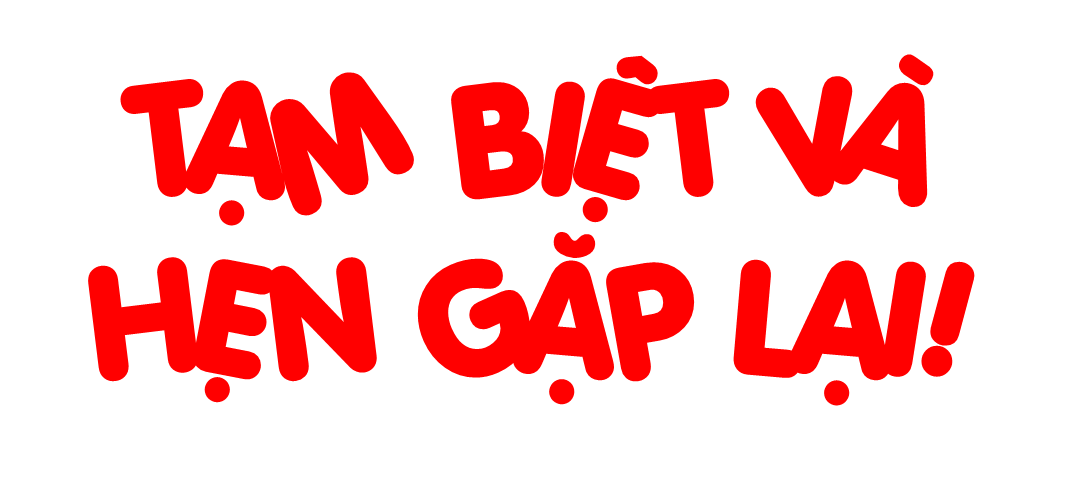 TẠM BIỆT VÀ
HẸN GẶP LẠI!